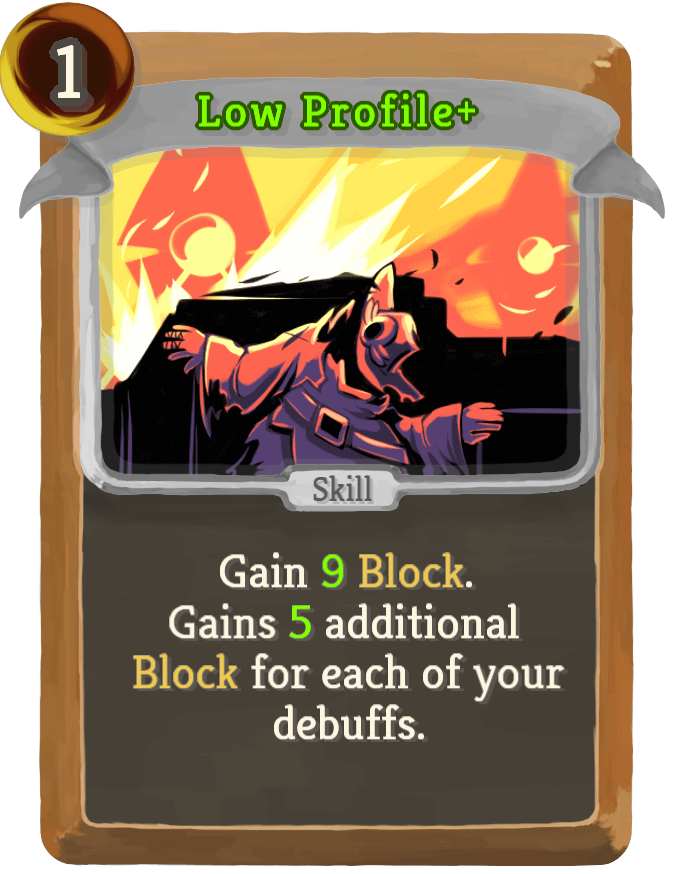 1
Low Profile+
Skill
Gain 9 Block.
Gains 5 additional
Block for each of your
debuffs.